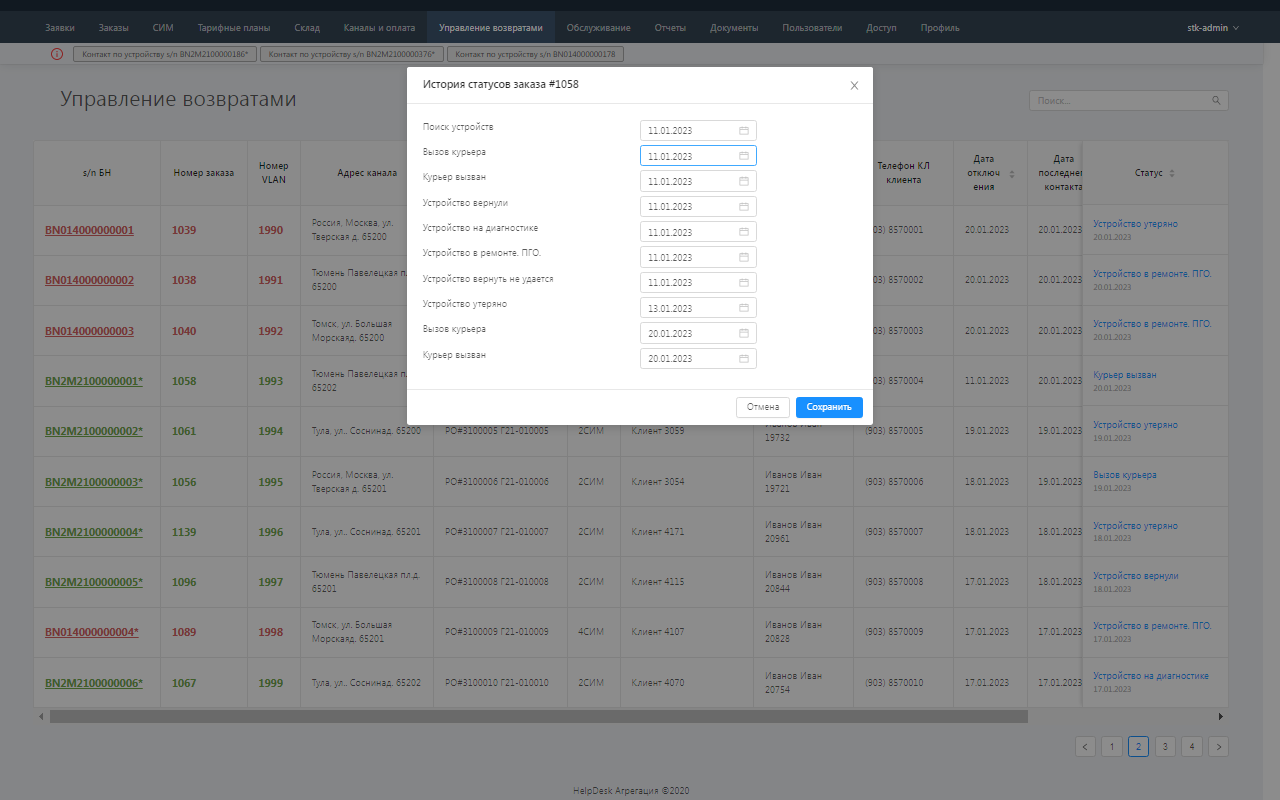 Заявки Заказы СИМ Тарифные планы Склад Каналы и оплата Управление возвратами Обслуживание Отчеты Документы Пользователи Доступ Профиль stk-admin
Контакт по устройству s/n BN2M2100000186* Контакт по устройству s/n BN2M2100000376* Контакт по устройству s/n BN014000000178
История статусов заказа #1058
Управление возвратами
Поиск...
Поиск устройств 11.01.2023
Вызов курьера 11.01.2023
Курьер вызван 11.01.2023
Устройство вернули 11.01.2023
Устройство на диагностике 11.01.2023
Устройство в ремонте. ПГО. 11.01.2023
Устройство вернуть не удается 11.01.2023
Устройство утеряно 13.01.2023
Вызов курьера 20.01.2023
Курьер вызван 20.01.2023
Отмена Сохранить
s/n БН Номер заказа Номер VLAN Адрес канала Телефон КЛ клиента Дата отключ ения Дата последнег контакта Статус
BN014000000001 1039 1990 Россия, Москва, ул. Тверская д. 65200 03) 8570001 20.01.2023 20.01.2023 Устройство утеряно 20.01.2023
BN014000000002 1038 1991 Тюмень Павелецкая пл 65200 03) 8570002 20.01.2023 20.01.2023 Устройство в ремонте. ПГО. 20.01.2023
BN014000000003 1040 1992 Томск, ул. Большая Морскаяд. 65200 03) 8570003 20.01.2023 20.01.2023 Устройство в ремонте. ПГО. 20.01.2023
BN2M2100000001* 1058 1993 Тюмень Павелецкая пл 65202 03) 8570004 11.01.2023 20.01.2023 Курьер вызван 20.01.2023
BN2M2100000002* 1061 1994 Тула, ул.. Соснинад. 65200 РО#3100005 Г21-010005 2СИМ Клиент 3059 Иванов Иван 19732 (903) 8570005 19.01.2023 20.01.2023 Устройство утеряно 19.01.2023
BN2M2100000003* 1056 1995 Россия, Москва, ул. Тверская д. 65201 РО#3100006 Г21-010006 2СИМ Клиент 3054 Иванов Иван 19721 (903) 8570006 18.01.2023 19.01.2023 Вызов курьера 19.01.2023
BN2M2100000004* 1139 1996 Тула, ул.. Соснинад. 65201 РО#3100007 Г21-010007 2СИМ Клиент 4171 Иванов Иван 20961 (903) 8570007 18.01.2023 18.01.2023 Устройство утеряно 18.01.2023
BN2M2100000005* 1096 1997 Тюмень Павелецкая пл.д. 65201 РО#3100008 Г21-010008 2СИМ Клиент 4115 Иванов Иван 20844 (903) 8570008 17.01.2023 18.01.2023 Устройство вернули 18.01.2023
BN014000000004* 1089 1998 Томск, ул. Большая Морскаяд. 65201 РО#3100009 Г21-010009 4СИМ Клиент 4107 Иванов Иван 20828 (903) 8570009 17.01.2023 17.01.2023 Устройство в ремонте. ПГО. 17.01.2023
BN2M2100000006* 1067 1999 Тула, ул.. Соснинад. 65202 РО#3100010 Г21-010010 2СИМ Клиент 4070 Иванов Иван 20754 (903) 8570010 17.01.2023 17.01.2023 Устройство на диагностике 17.01.2023
< 1 2 3 4 >
HelpDesk Агрегация ©2020